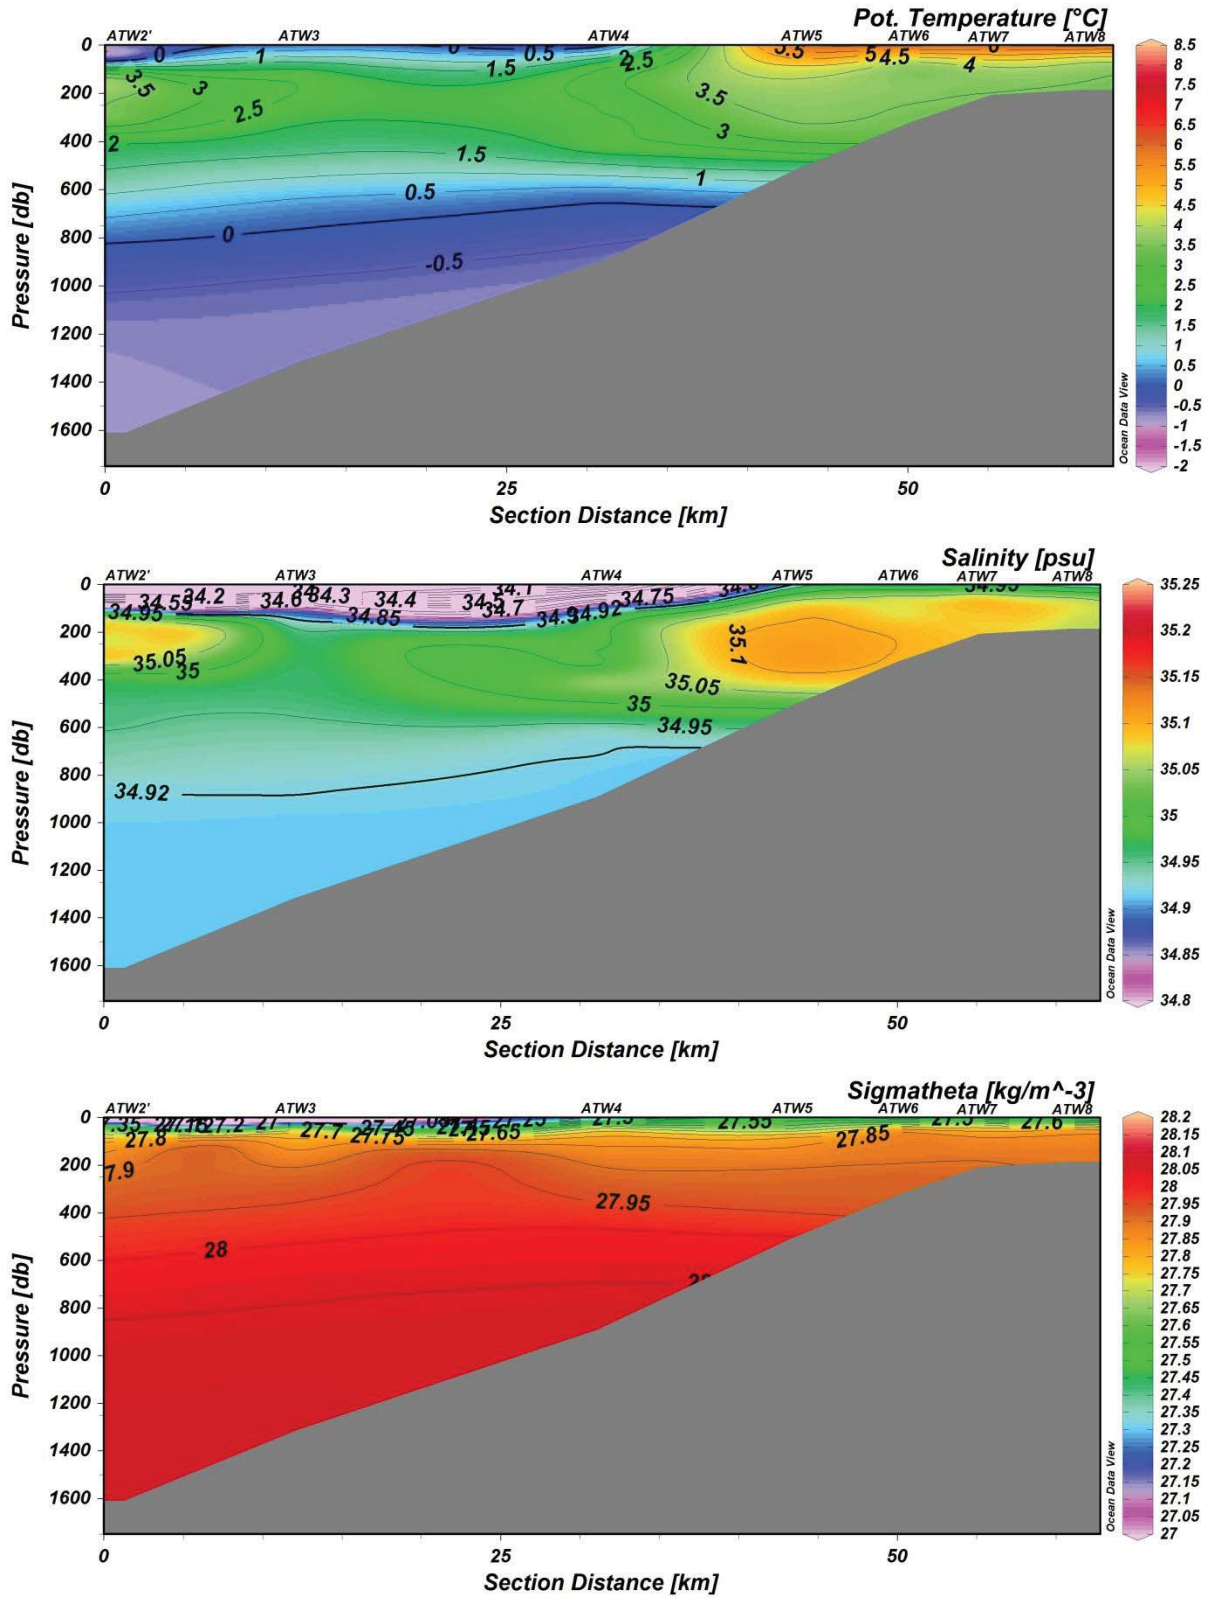 Pot. Temperature [°C]
ATW2' ATW3 ATW4 ATW5 ATW6 ATW7 ATW8
0 200 400 600 800 1000 1200 1400 1600
Pressure [db]
0 1 0 0.5 2 2.5 5 4.5 4
3.5 3 2.5 1.5 3.5 3
2 1.5 1
0.5
0
-0.5
8.5 8 7.5 7 6.5 6 5.5 5 4.5 4 3.5 3 2.5 2 1.5 1 0.5 0 -0.5 -1 -1.5 -2
Ocean Data View
0 25 50
Section Distance [km]
Salinity [psu]
ATW2' ATW3 ATW4 ATW5 ATW6 ATW7 ATW8
0 200 400 600 800 1000 1200 1400 1600
Pressure [db]
34.55 34.2 34.3 34.4 34.1 34.7 34.75 34.95
34.95 34.85 34.92
35.05 35 35.1 35.05
35 34.95
34.92
35.25 35.2 35.15 35.1 35.05 35 34.95 34.9 34.85 34.8
Ocean Data View
0 25 50
Section Distance [km]
Sigmatheta [kg/m^-3]
ATW2' ATW3 ATW4 ATW5 ATW6 ATW7 ATW8
0 200 400 600 800 1000 1200 1400 1600
Pressure [db]
27.2 27 27.55 27.6
27.8 27.7 27.75 27.65 27.85
27.95
28
28.2 28.15 28.1 28.05 28 27.95 27.9 27.8 27.85 27.75 27.7 27.65 27.6 27.55 27.5 27.45 27.4 27.35 27.3 27.25 27.2 27.15 27.1 27.05 27
Ocean Data View
0 25 50
Section Distance [km]